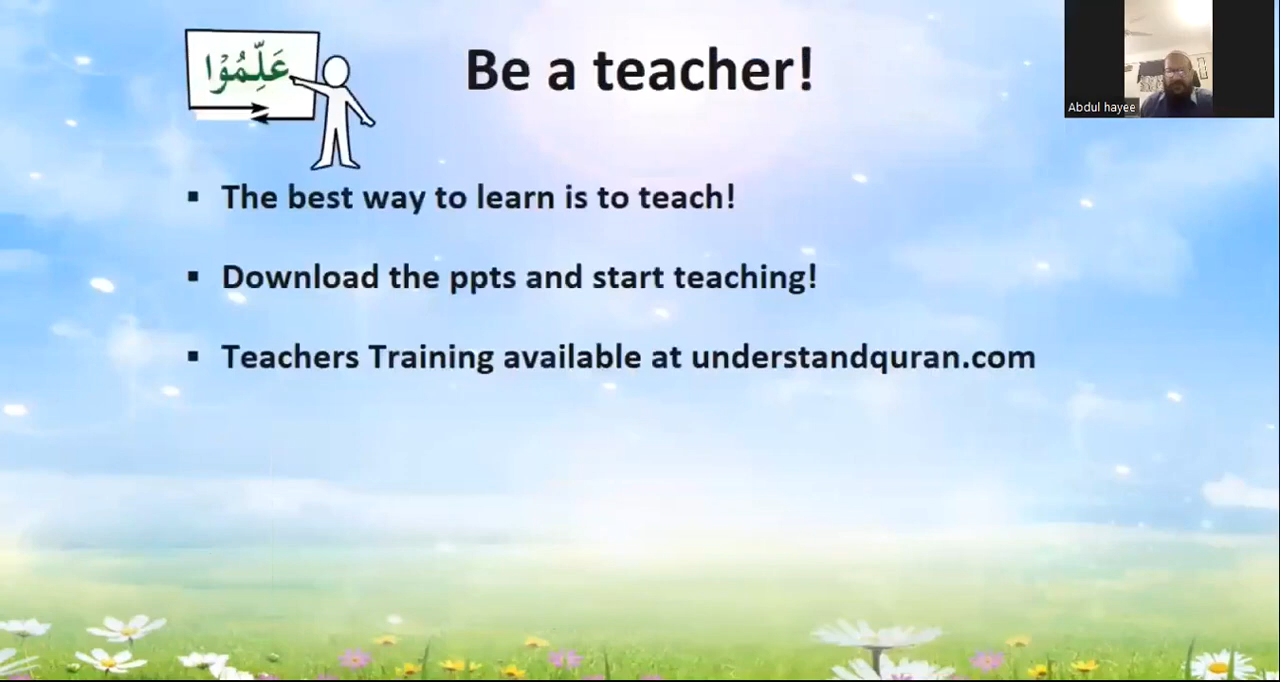 عَلِّمُوْا
Be a teacher!
Abdul hayee
▪ The best way to learn is to teach!
▪ Download the ppts and start teaching!
▪ Teachers Training available at understandquran.com